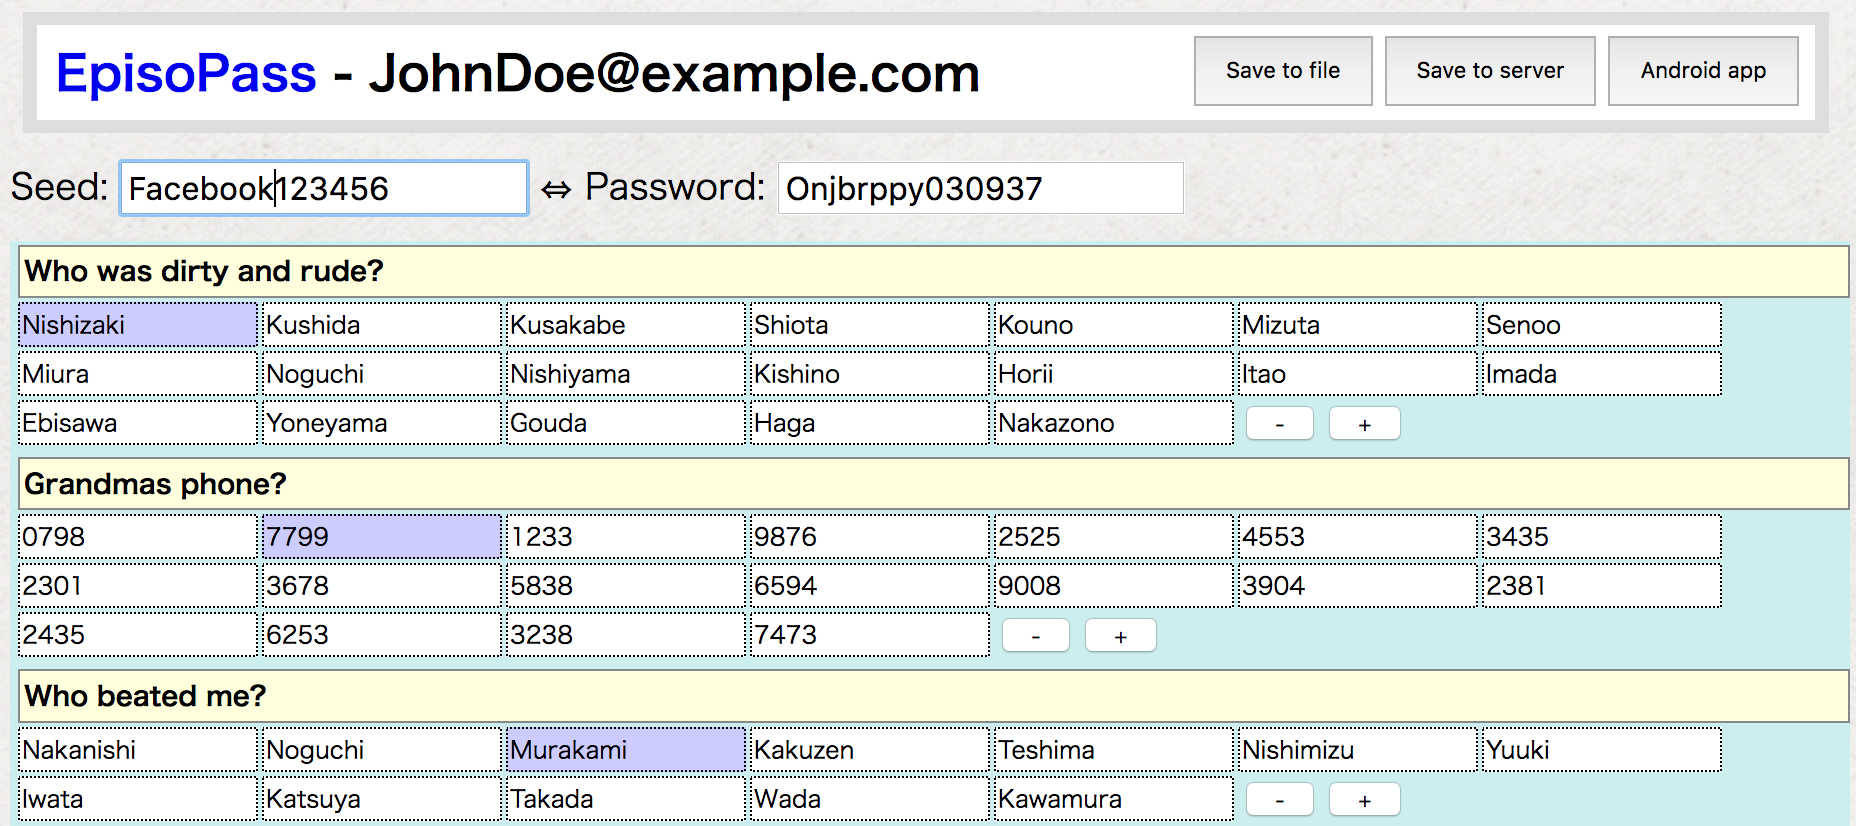 EpisoPass - JohnDoe@example.com Save to file Save to server Android app
Seed: Facebook123456 ⇔ Password: Onjbrppy030937
Who was dirty and rude?
Nishizaki Kushida Kusakabe Shiota Kouno Mizuta Senoo
Miura Noguchi Nishiyama Kishino Horii Itao Imada
Ebisawa Yoneyama Gouda Haga Nakazono - +
Grandmas phone?
0798 7799 1233 9876 2525 4553 3435
2301 3678 5838 6594 9008 3904 2381
2435 6253 3238 7473 - +
Who beated me?
Nakanishi Noguchi Murakami Kakuzen Teshima Nishimizu Yuuki
Iwata Katsuya Takada Wada Kawamura - +